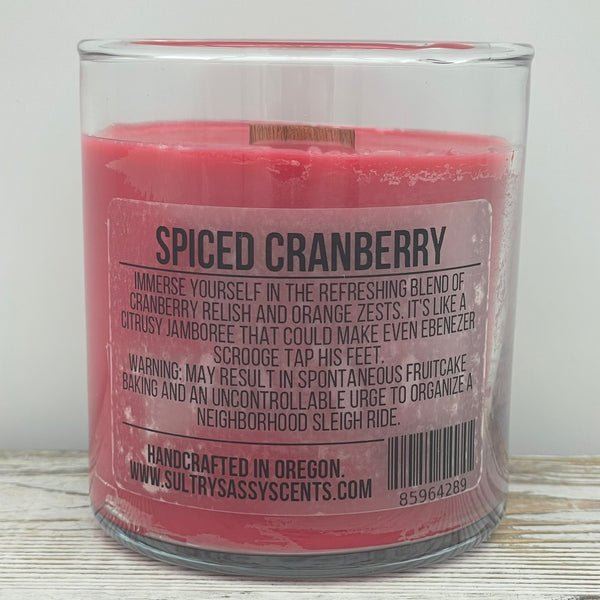 SPICED CRANBERRY
IMMERSE YOURSELF IN THE REFRESHING BLEND OF
CRANBERRY RELISH AND ORANGE ZESTS. IT'S LIKE A
CITRUSY JAMBOREE THAT COULD MAKE EVEN EBENEZER
SCROOGE TAP HIS FEET.
WARNING: MAY RESULT IN SPONTANEOUS FRUITCAKE
BAKING AND AN UNCONTROLLABLE URGE TO ORGANIZE A
NEIGHBORHOOD SLEIGH RIDE.
HANDCRAFTED IN OREGON.
WWW.SULTRYSASSYSCENTS.COM
85964289